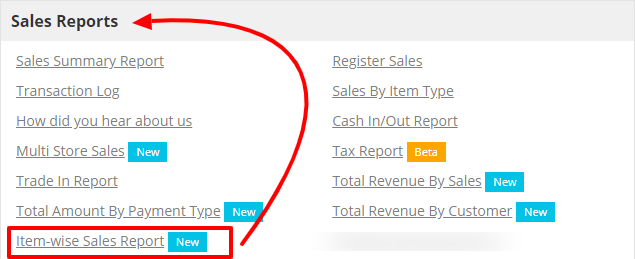 Sales Reports
Sales Summary Report
Register Sales
Transaction Log
Sales By Item Type
How did you hear about us
Cash In/Out Report
Multi Store Sales New
Tax Report Beta
Trade In Report
Total Revenue By Sales New
Total Amount By Payment Type New
Total Revenue By Customer New
Item-wise Sales Report New